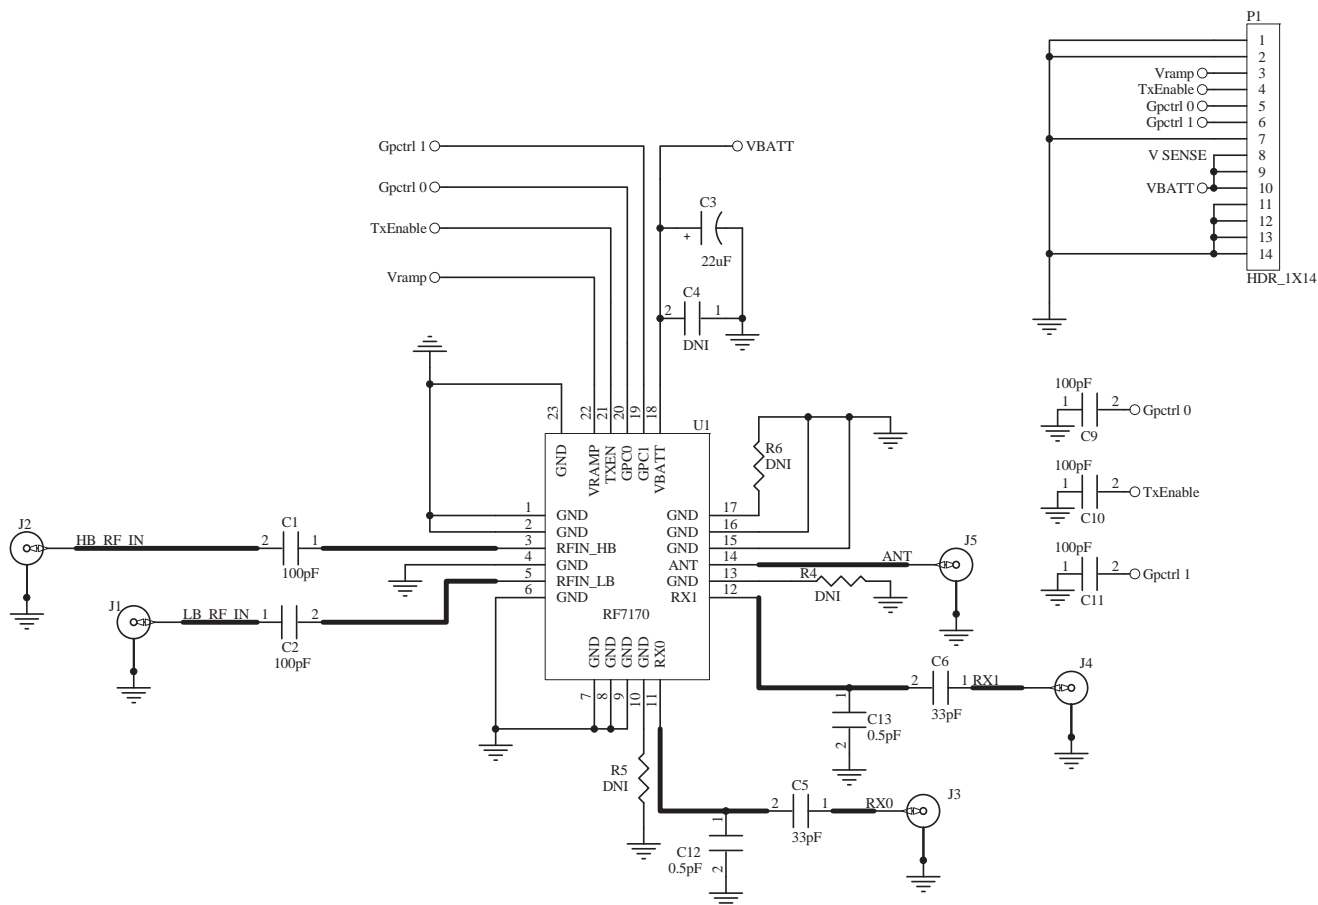 P1
1
2
Vramp 3
TxEnable 4
Gpctrl 0 5
Gpctrl 1 6
7
V SENSE 8
9
VBATT 10
11
12
13
14
HDR_1X14
Gpctrl 1
VBATT
Gpctrl 0
C3
TxEnable
+
22uF
Vramp
C4
2 1
DNI
23
22
21
20
19
18
U1
GND
VRAMP
TXEN
GPC0
GPC1
VBATT
R6
DNI
1 GND
2 GND
3 RFIN_HB
4 GND
5 RFIN_LB
6 GND
GND 17
GND 16
GND 15
ANT 14
GND 13
RX1 12
RF7170
GND
GND
GND
GND
RX0
7
8
9
10
11
J2
HB_RF_IN
C1
2 1
100pF
J1
LB_RF_IN
1 2
C2
100pF
ANT
J5
R4
DNI
C6
2 1
33pF
RX1
J4
1
C13
0.5pF
2
R5
DNI
C5
2 1
33pF
RX0
J3
1
C12
0.5pF
2
100pF
1 2
Gpctrl 0
C9
100pF
1 2
TxEnable
C10
100pF
1 2
Gpctrl 1
C11